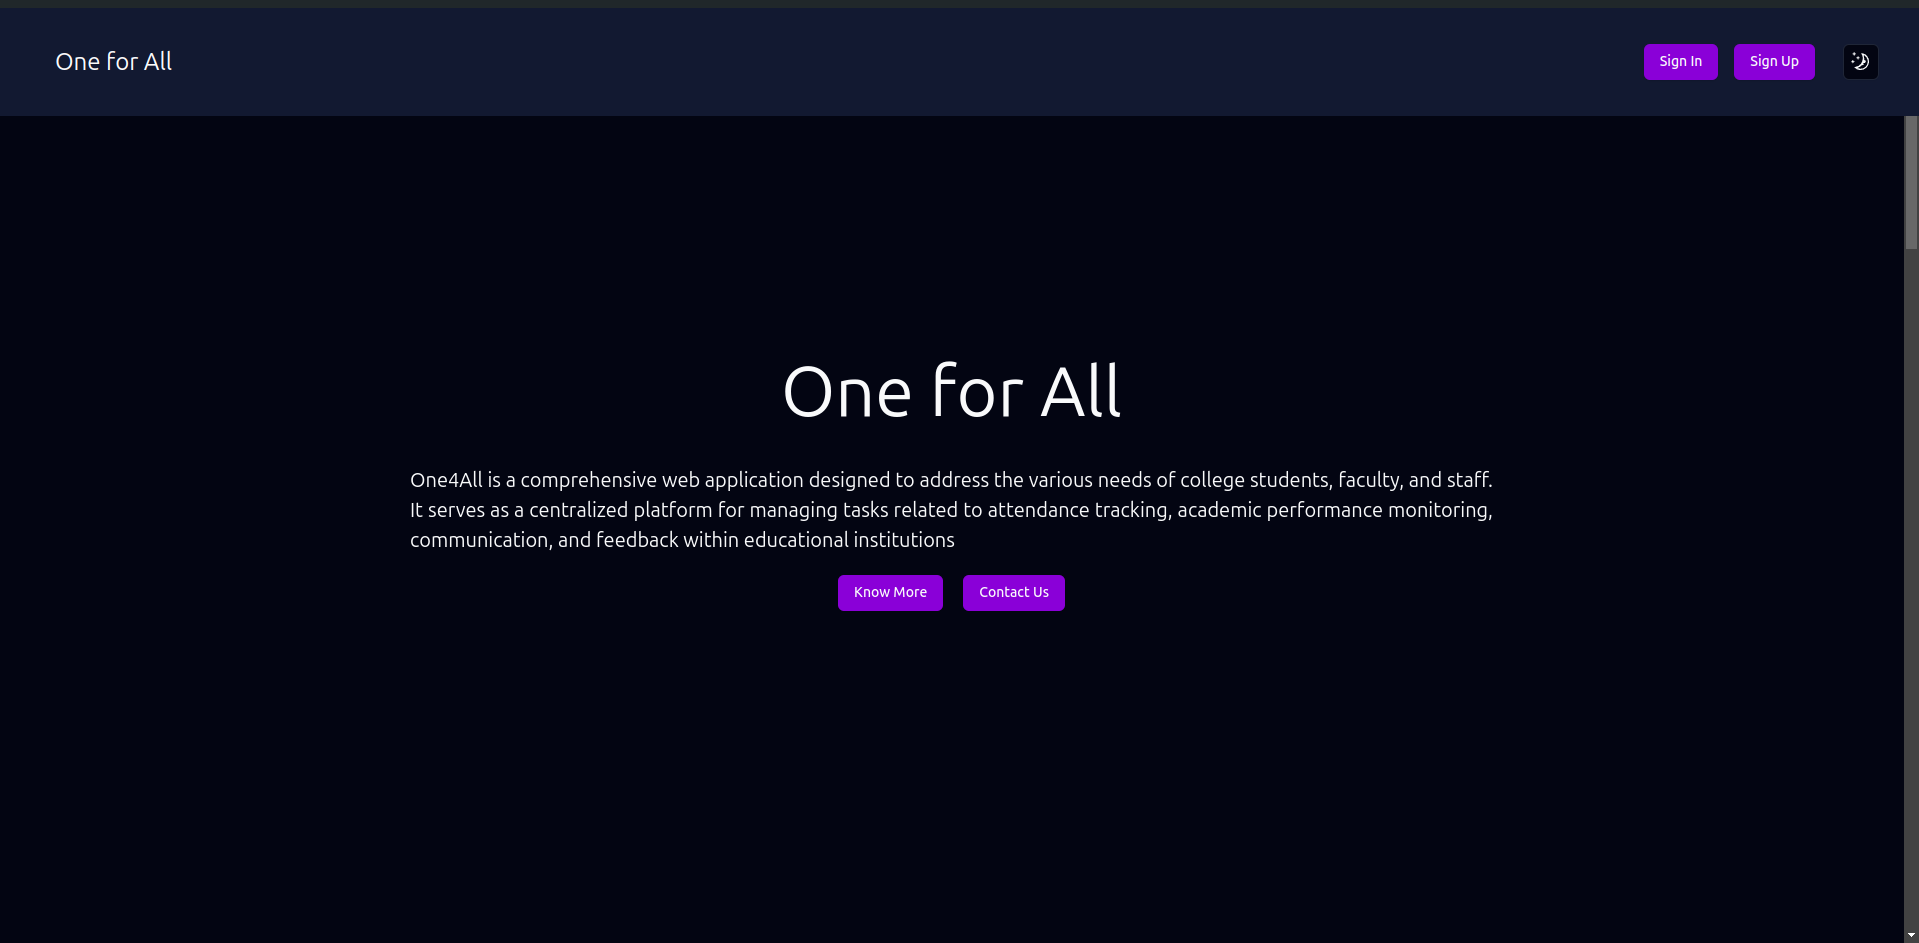 One for All
Sign In
Sign Up
One for All
One4All is a comprehensive web application designed to address the various needs of college students, faculty, and staff.
It serves as a centralized platform for managing tasks related to attendance tracking, academic performance monitoring,
communication, and feedback within educational institutions
Know More
Contact Us